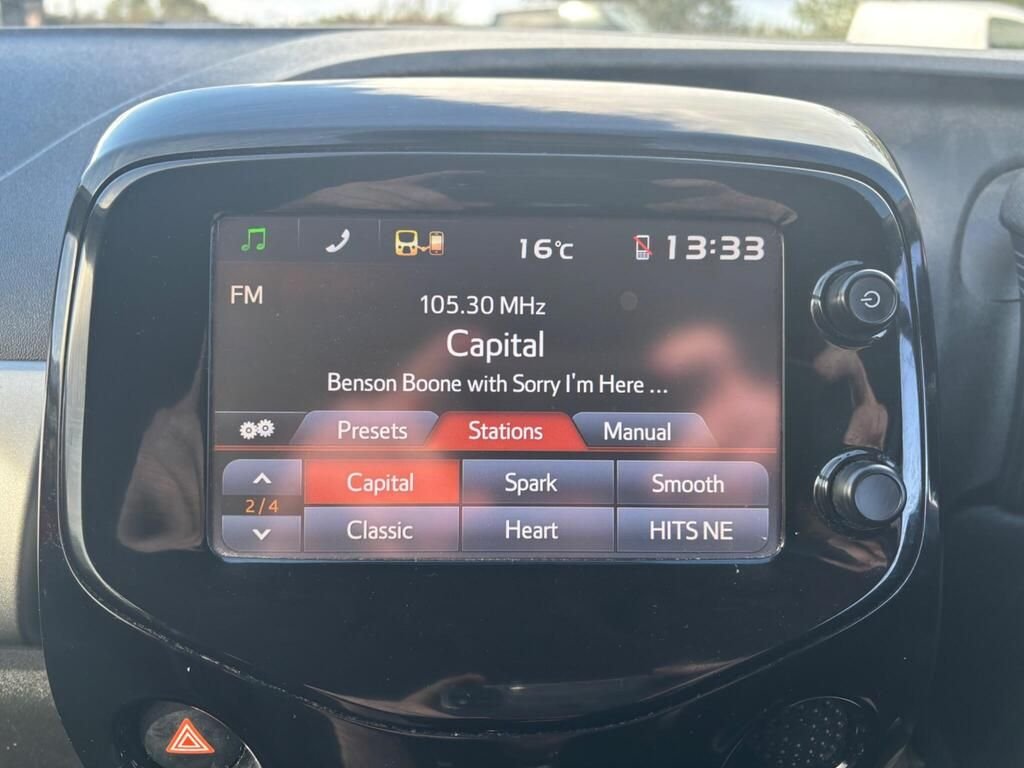 16°C 13:33
FM
105.30 MHz
Capital
Benson Boone with Sorry I'm Here ...
Presets Stations Manual
Capital Spark Smooth
2/4
Classic Heart HITS NE